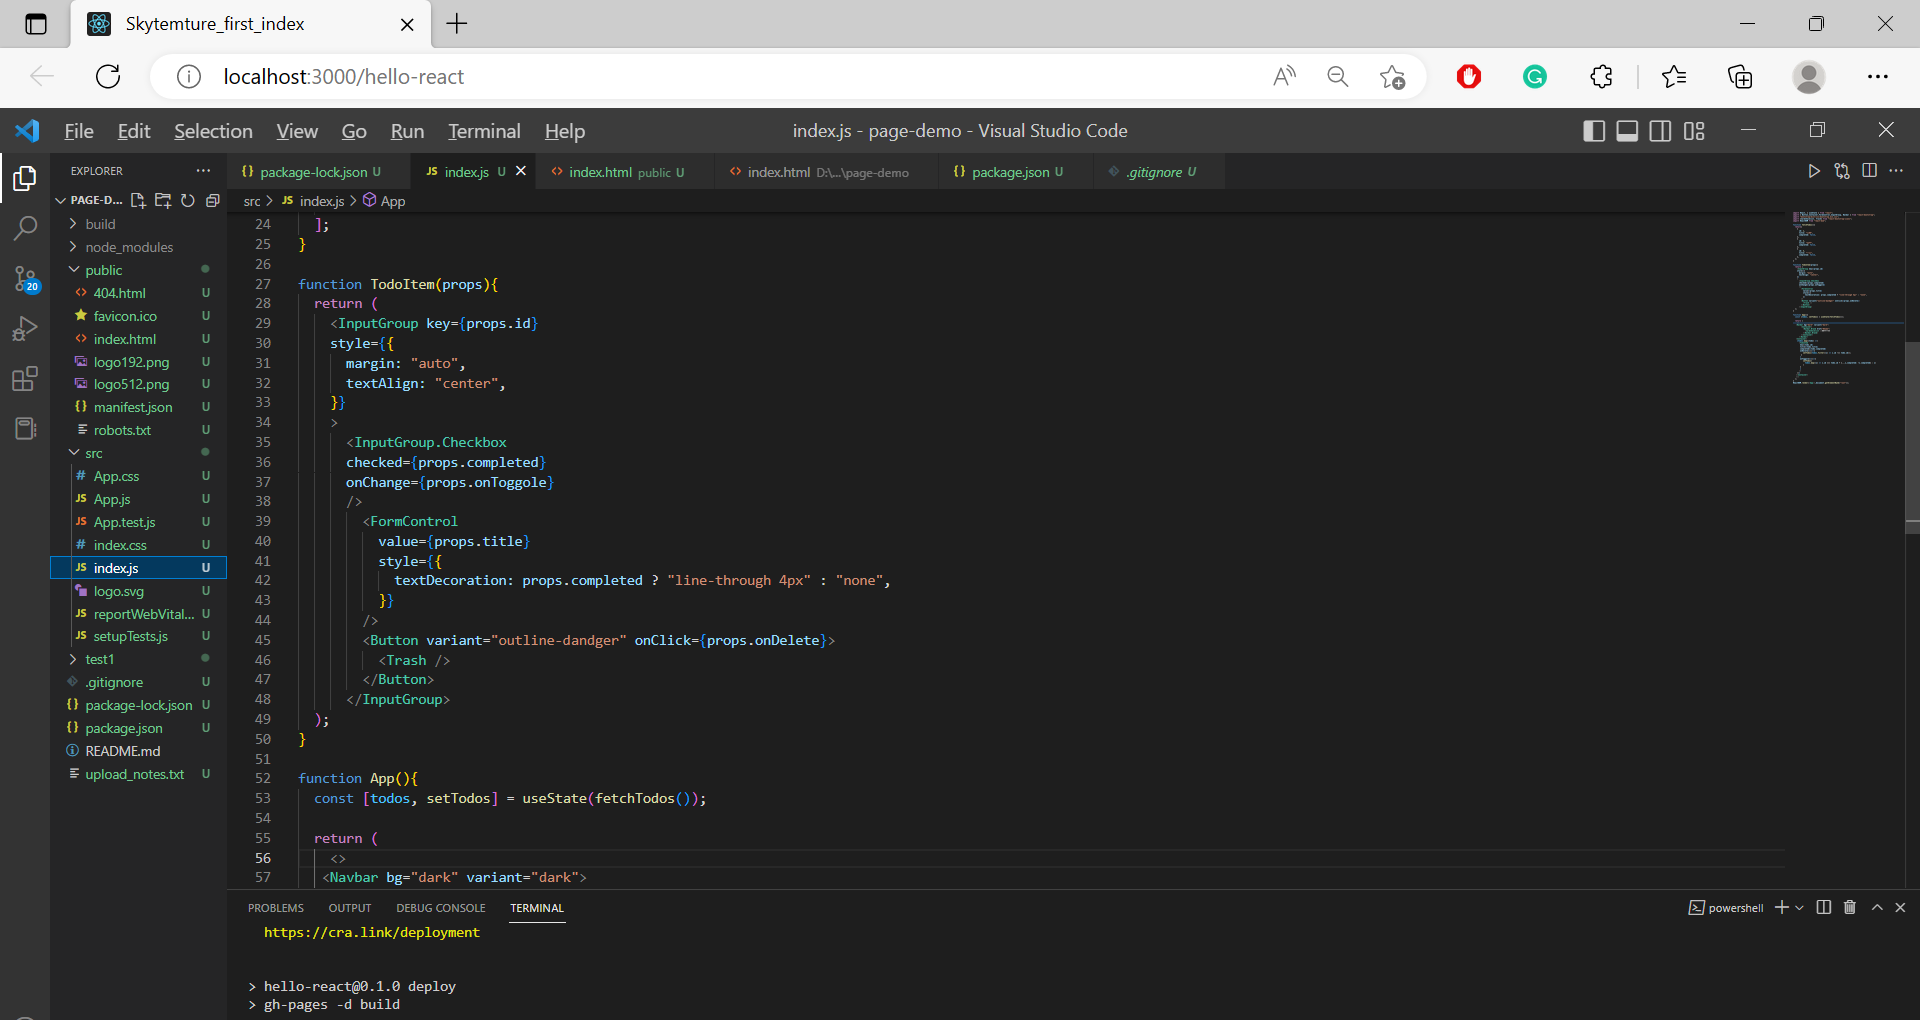 Skytemture_first_index
localhost:3000/hello-react
File Edit Selection View Go Run Terminal Help
index.js - page-demo - Visual Studio Code
EXPLORER
PAGE-D...
build
node_modules
public
404.html U
favicon.ico U
index.html U
logo192.png U
logo512.png U
manifest.json U
robots.txt U
src
App.css U
App.js U
App.test.js U
index.css U
index.js U
logo.svg U
reportWebVital... U
setupTests.js U
test1
.gitignore U
package-lock.json U
package.json U
README.md
upload_notes.txt U
20
package-lock.json U
index.js U
index.html public U
index.html D:\...\page-demo
package.json U
.gitignore U
src > JS index.js > App
24 ];
25 }
26
27 function TodoItem(props){
28 return (
29 <InputGroup key={props.id}
30 style={{
31 margin: "auto",
32 textAlign: "center",
33 }}
34 >
35 <InputGroup.Checkbox
36 checked={props.completed}
37 onChange={props.onToggole}
38 />
39 <FormControl
40 value={props.title}
41 style={{
42 textDecoration: props.completed ? "line-through 4px" : "none",
43 }}
44 />
45 <Button variant="outline-dandger" onClick={props.onDelete}>
46 <Trash />
47 </Button>
48 </InputGroup>
49 );
50 }
51
52 function App(){
53 const [todos, setTodos] = useState(fetchTodos());
54
55 return (
56 <>
57 <Navbar bg="dark" variant="dark">
PROBLEMS OUTPUT DEBUG CONSOLE TERMINAL
powershell
https://cra.link/deployment
> hello-react@0.1.0 deploy
> gh-pages -d build